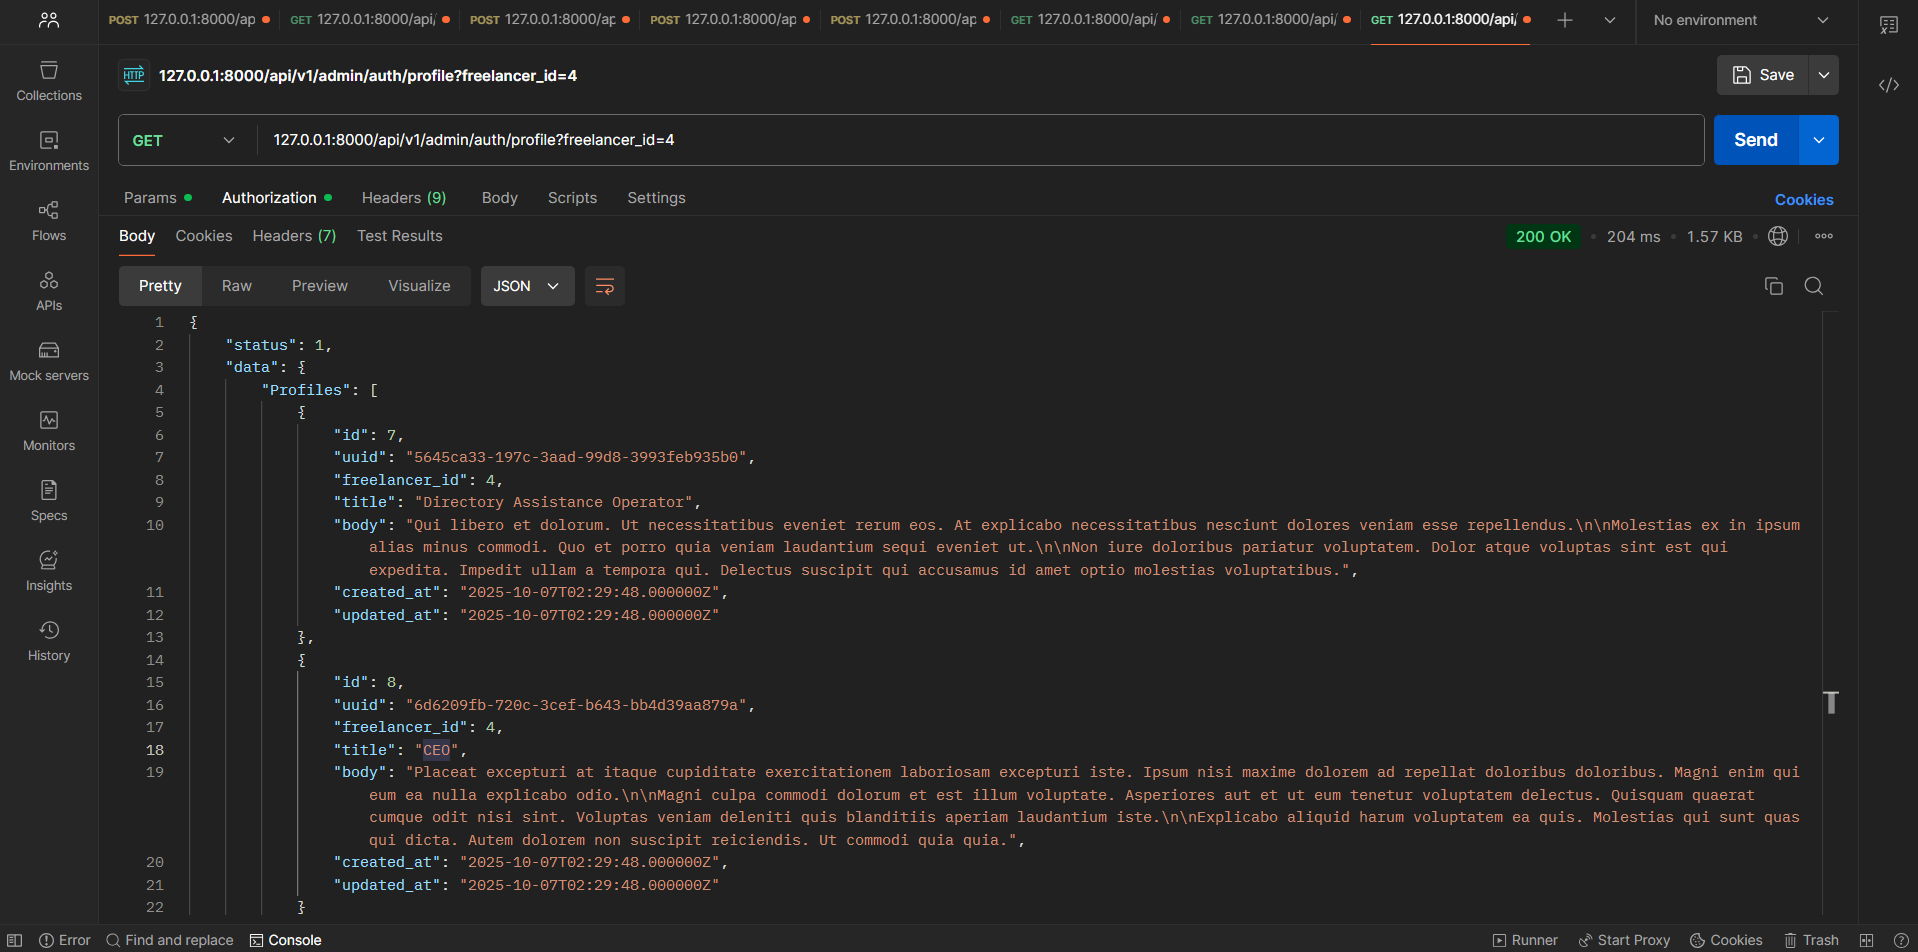 POST 127.0.0.1:8000/ap
GET 127.0.0.1:8000/api/
POST 127.0.0.1:8000/ap
POST 127.0.0.1:8000/ap
POST 127.0.0.1:8000/ap
GET 127.0.0.1:8000/api/
GET 127.0.0.1:8000/api/
GET 127.0.0.1:8000/api/
No environment
HTTP 127.0.0.1:8000/api/v1/admin/auth/profile?freelancer_id=4
Save
GET 127.0.0.1:8000/api/v1/admin/auth/profile?freelancer_id=4
Send
Params Authorization Headers (9) Body Scripts Settings
Cookies
Body Cookies Headers (7) Test Results
200 OK • 204 ms • 1.57 KB
Pretty Raw Preview Visualize JSON
Collections
Environments
Flows
APIs
Mock servers
Monitors
Specs
Insights
History
1 {
2 "status": 1,
3 "data": {
4 "Profiles": [
5 {
6 "id": 7,
7 "uuid": "5645ca33-197c-3aad-99d8-3993feb935b0",
8 "freelancer_id": 4,
9 "title": "Directory Assistance Operator",
10 "body": "Qui libero et dolorum. Ut necessitatibus eveniet rerum eos. At explicabo necessitatibus nesciunt dolores veniam esse repellendus.\n\nMolestias ex in ipsum
alias minus commodi. Quo et porro quia veniam laudantium sequi eveniet ut.\n\nNon iure doloribus pariatur voluptatem. Dolor atque voluptas sint est qui
expedita. Impedit ullam a tempora qui. Delectus suscipit qui accusamus id amet optio molestias voluptatibus.",
11 "created_at": "2025-10-07T02:29:48.000000Z",
12 "updated_at": "2025-10-07T02:29:48.000000Z"
13 },
14 {
15 "id": 8,
16 "uuid": "6d6209fb-720c-3cef-b643-bb4d39aa879a",
17 "freelancer_id": 4,
18 "title": "CEO",
19 "body": "Placeat excepturi at itaque cupiditate exercitationem laboriosam excepturi iste. Ipsum nisi maxime dolorem ad repellat doloribus doloribus. Magni enim qui
eum ea nulla explicabo odio.\n\nMagni culpa commodi dolorum et est illum voluptate. Asperiores aut et ut eum tenetur voluptatem delectus. Quisquam quaerat
cumque odit nisi sint. Voluptas veniam deleniti quis blanditiis aperiam laudantium iste.\n\nExplicabo aliquid harum voluptatem ea quis. Molestias qui sunt quas
qui dicta. Autem dolorem non suscipit reiciendis. Ut commodi quia quia.",
20 "created_at": "2025-10-07T02:29:48.000000Z",
21 "updated_at": "2025-10-07T02:29:48.000000Z"
22 }
Error Find and replace Console
Runner Start Proxy Cookies Trash